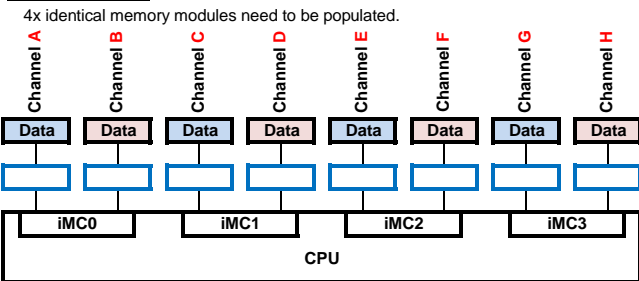 4x identical memory modules need to be populated.
Channel A
Channel B
Channel C
Channel D
Channel E
Channel F
Channel G
Channel H
Data Data Data Data Data Data Data Data
iMC0 iMC1 iMC2 iMC3
CPU